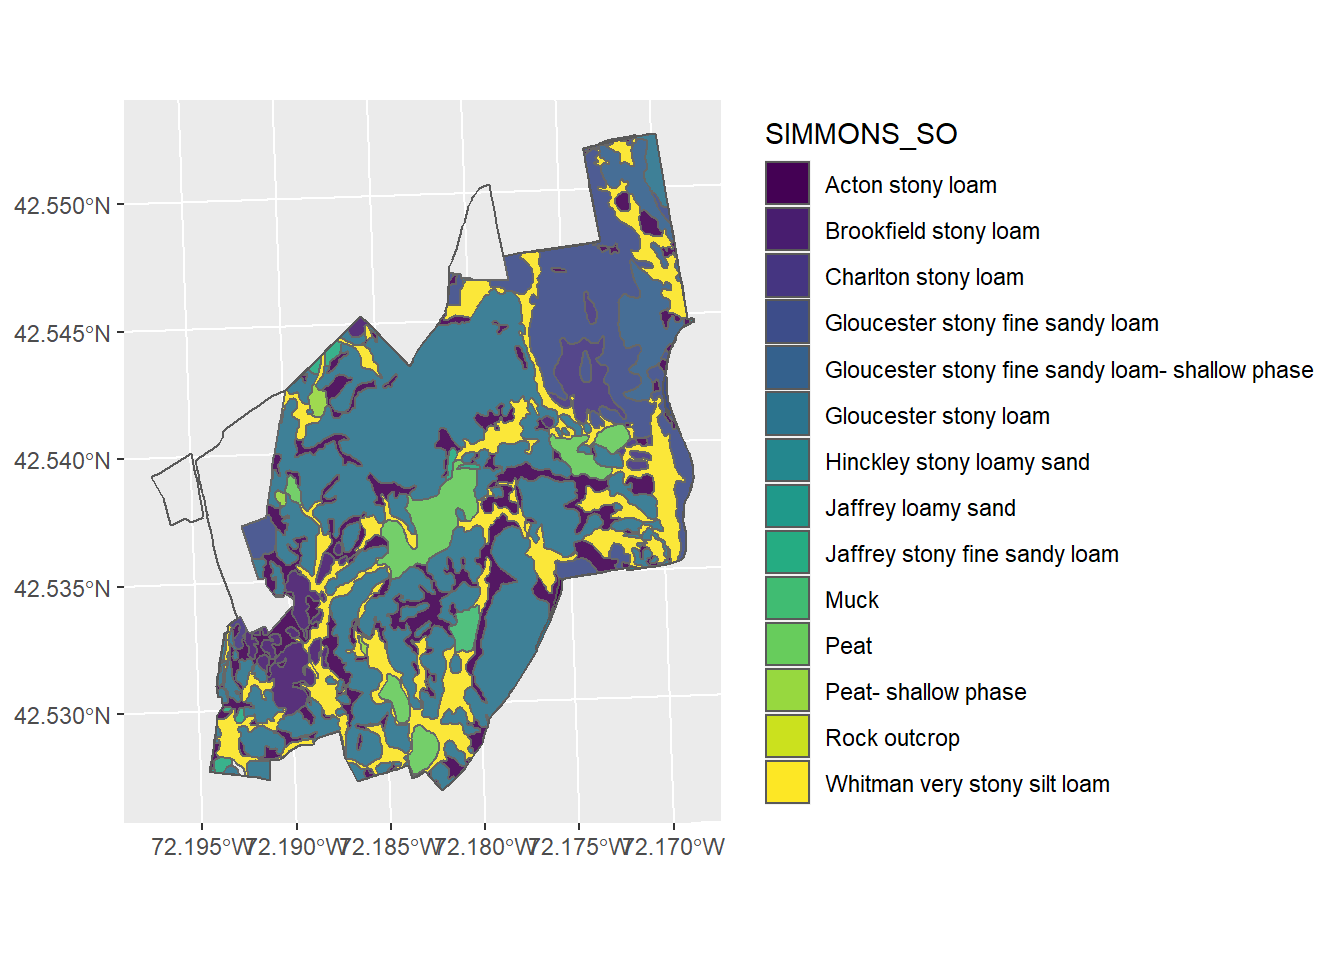 SIMMONS_SO
Acton stony loam
Brookfield stony loam
Charlton stony loam
Gloucester stony fine sandy loam
Gloucester stony fine sandy loam- shallow phase
Gloucester stony loam
Hinckley stony loamy sand
Jaffrey loamy sand
Jaffrey stony fine sandy loam
Muck
Peat
Peat- shallow phase
Rock outcrop
Whitman very stony silt loam
42.550°N
42.545°N
42.540°N
42.535°N
42.530°N
72.195°W 72.190°W 72.185°W 72.180°W 72.175°W 72.170°W